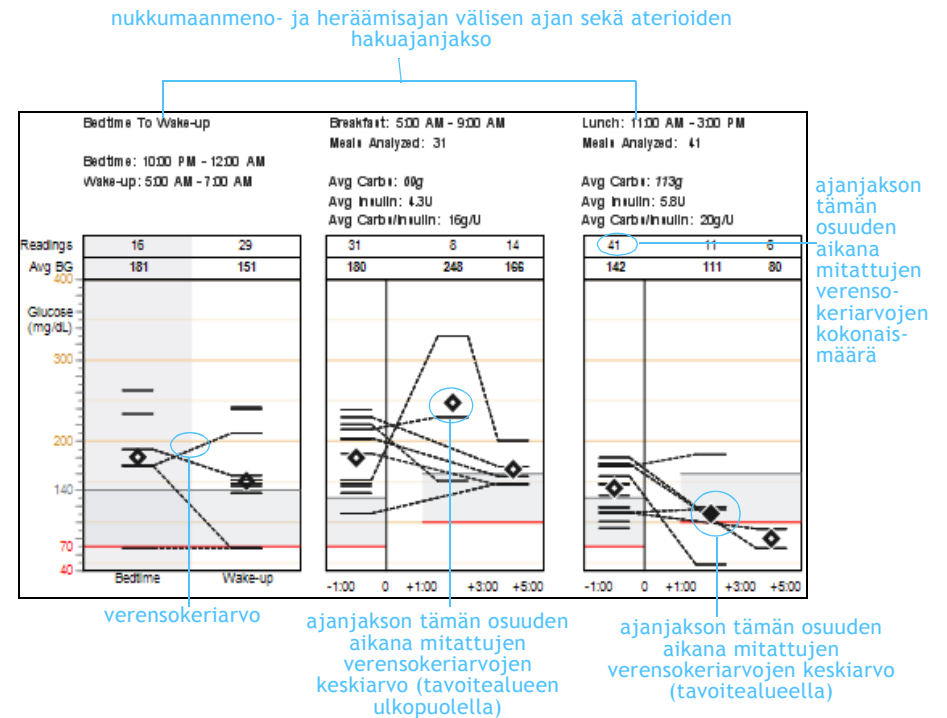 nukkumaanmeno- ja heräämisajan välisen ajan sekä aterioiden
hakuajanjakso
Bedtime To Wake-up
Bedtime: 10:00 PM - 12:00 AM
Wake-up: 5:00 AM - 7:00 AM
Breakfast: 5:00 AM - 9:00 AM
Meals Analyzed: 31
Avg Carbs: 69g
Avg Insulin: 4.3U
Avg Carbs/Insulin: 16g/U
Lunch: 11:00 AM - 3:00 PM
Meals Analyzed: 41
Avg Carbs: 113g
Avg Insulin: 5.8U
Avg Carbs/Insulin: 20g/U
Readings 16 29 31 8 14 41 11 6
Avg BG 181 151 180 248 166 142 111 80
400
Glucose
(mg/dL)
300
200
140
70
40
Bedtime Wake-up
-1:00 0 +1:00 +3:00 +5:00
-1:00 0 +1:00 +3:00 +5:00
ajanjakson
tämän
osuuden
aikana
mitattujen
verenso-
keriarvojen
kokonais-
määrä
verensokeriarvo
ajanjakson tämän osuuden
aikana mitattujen
verensokeriarvojen
keskiarvo (tavoitealueen
ulkopuolella)
ajanjakson tämän osuuden
aikana mitattujen
verensokeriarvojen keskiarvo
(tavoitealueella)